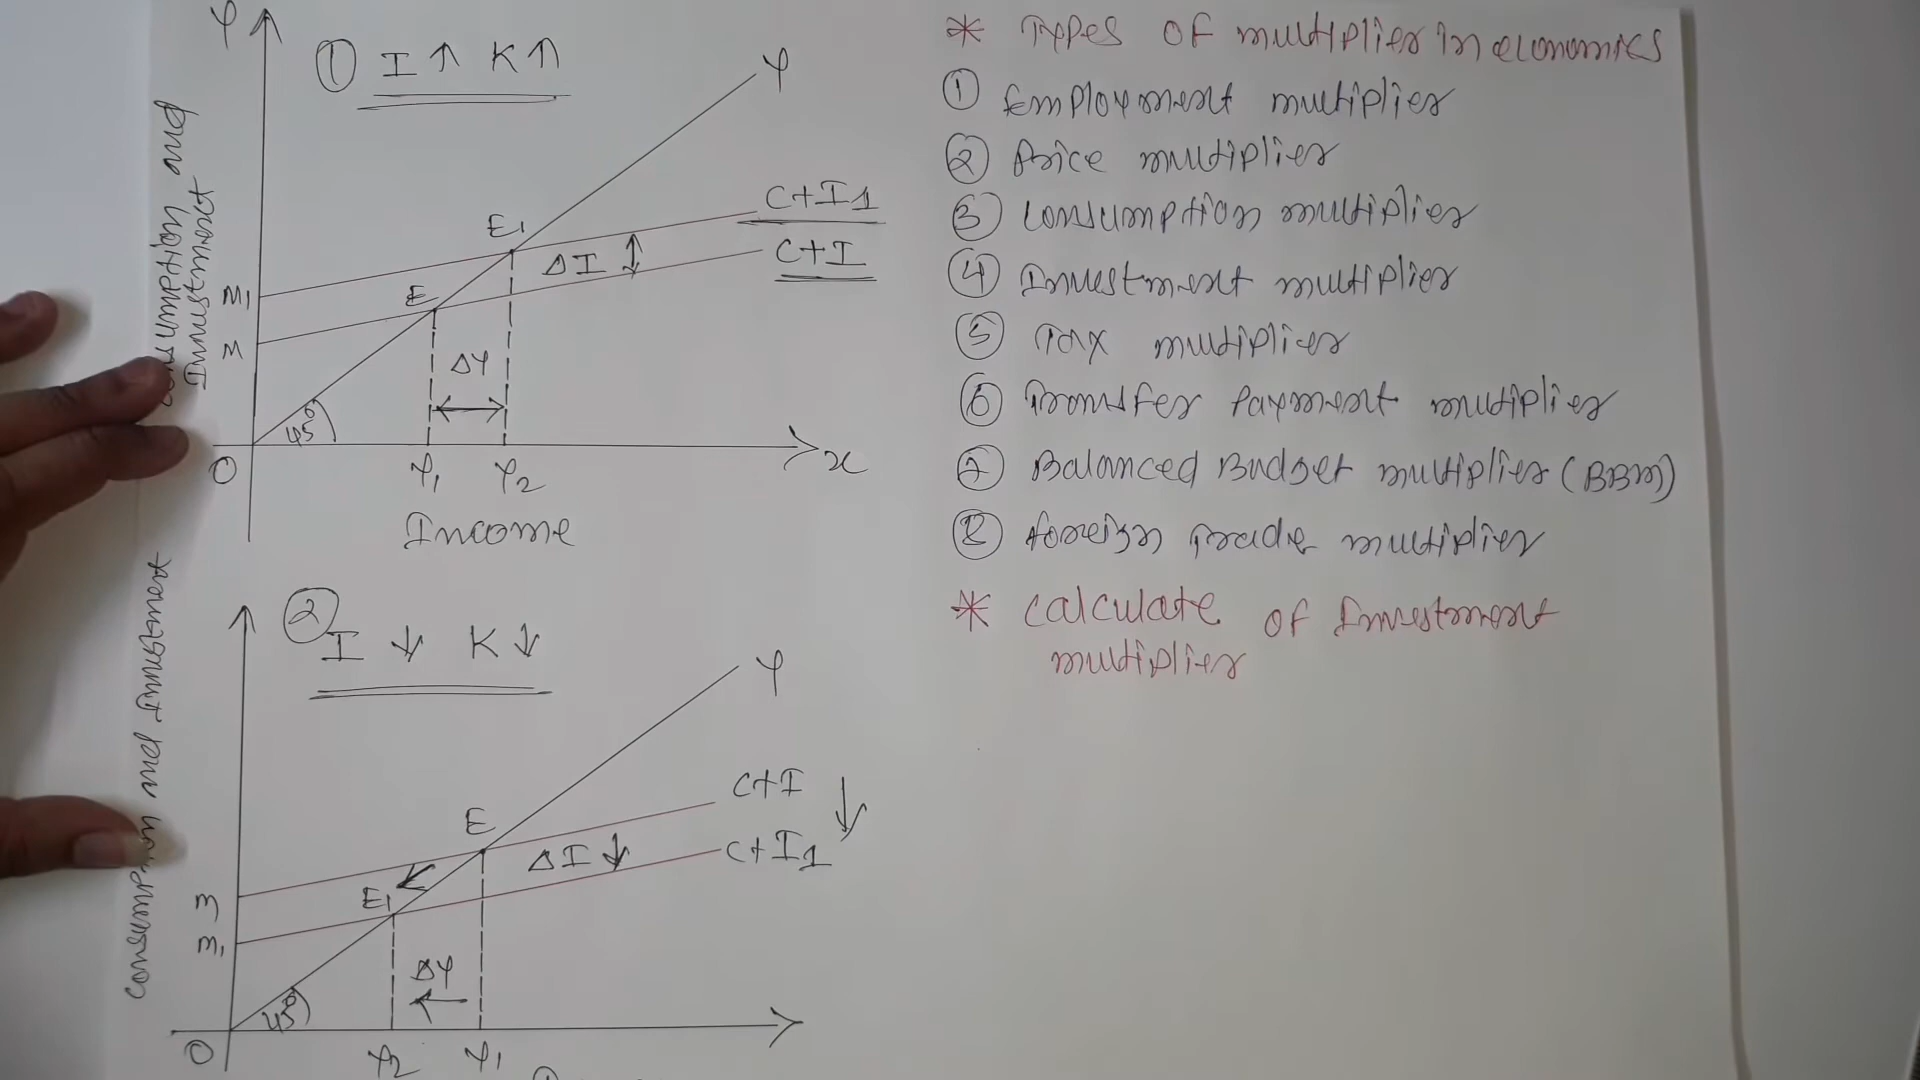 Y
① I ↑ K ↑
Y
C+I1
C+I
E1
ΔI ↕
E
M1
M
ΔY
45°
O
Y1 Y2
x
Income
Consumption and
Investment
② I ↓ K ↓
Y
C+I
C+I1
E
ΔI ↓
E1
M
M1
ΔY
45°
O
Y2 Y1
Consumption and Investment
* Types of multiplier in economics
① Employment multiplier
② Price multiplier
③ Consumption multiplier
④ Investment multiplier
⑤ Tax multiplier
⑥ Transfer Payment multiplier
⑦ Balanced Budget multiplier (BBM)
⑧ foreign Trade multiplier
* Calculate of Investment
multiplier